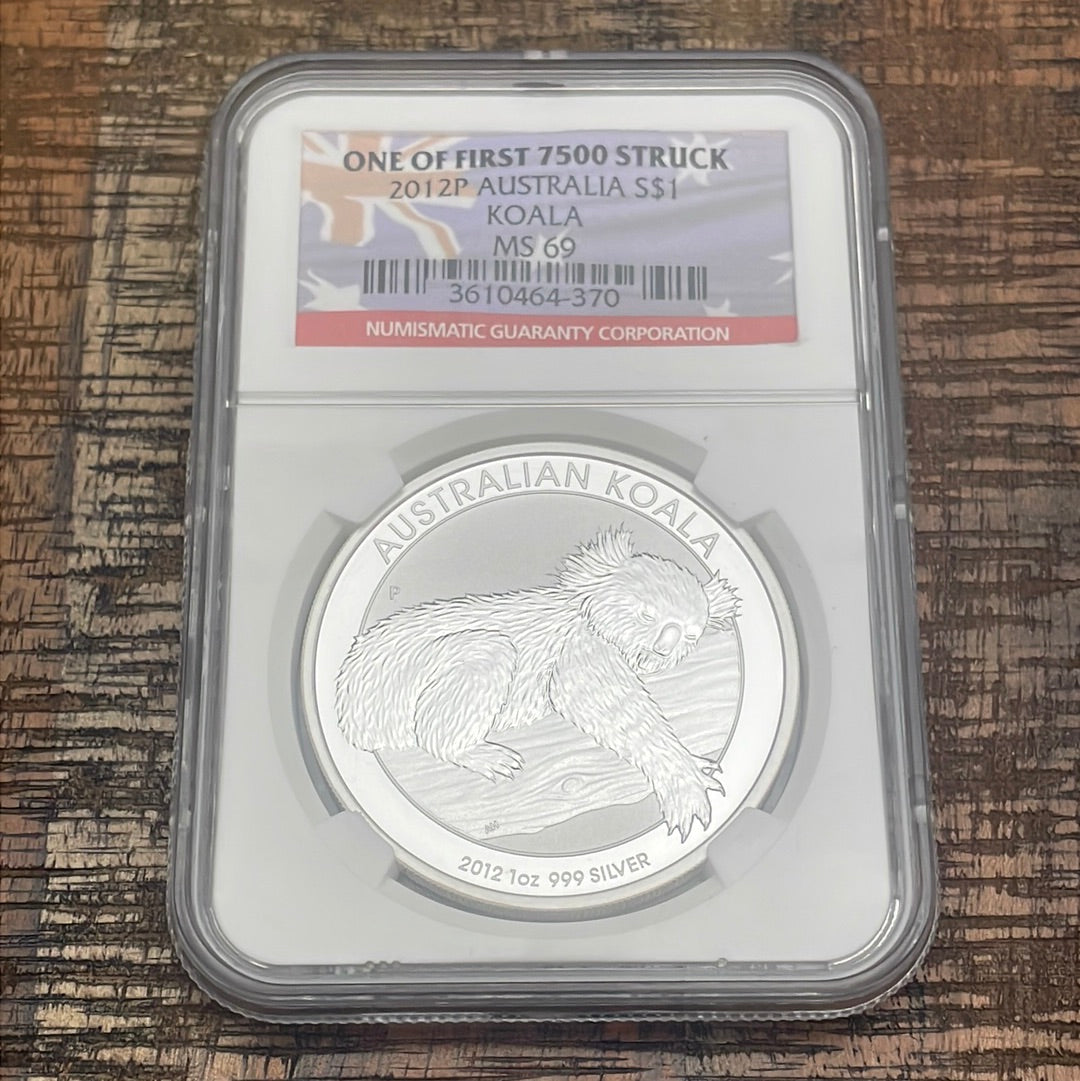 ONE OF FIRST 7500 STRUCK
2012P AUSTRALIA S$1
KOALA
MS 69
3610464-370
NUMISMATIC GUARANTY CORPORATION
AUSTRALIAN KOALA
P
2012 1oz 999 SILVER